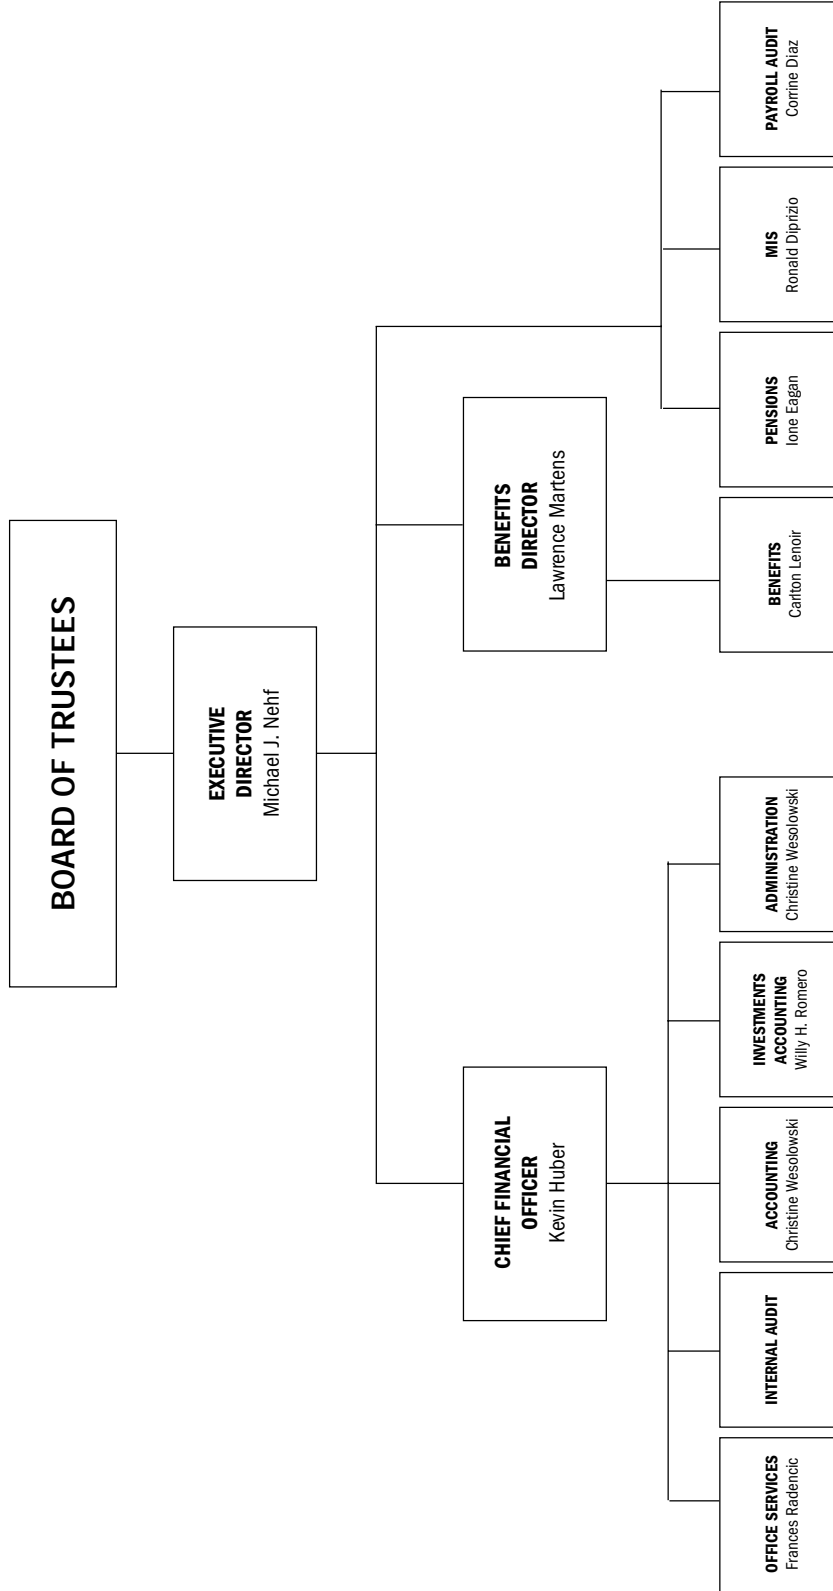 BOARD OF TRUSTEES
EXECUTIVE
DIRECTOR
Michael J. Nehf
CHIEF FINANCIAL
OFFICER
Kevin Huber
BENEFITS
DIRECTOR
Lawrence Martens
OFFICE SERVICES
Frances Radencic
INTERNAL AUDIT
ACCOUNTING
Christine Wesolowski
INVESTMENTS
ACCOUNTING
Willy H. Romero
ADMINISTRATION
Christine Wesolowski
BENEFITS
Carlton Lenoir
PENSIONS
Ione Eagan
MIS
Ronald Diprizio
PAYROLL AUDIT
Corrine Diaz